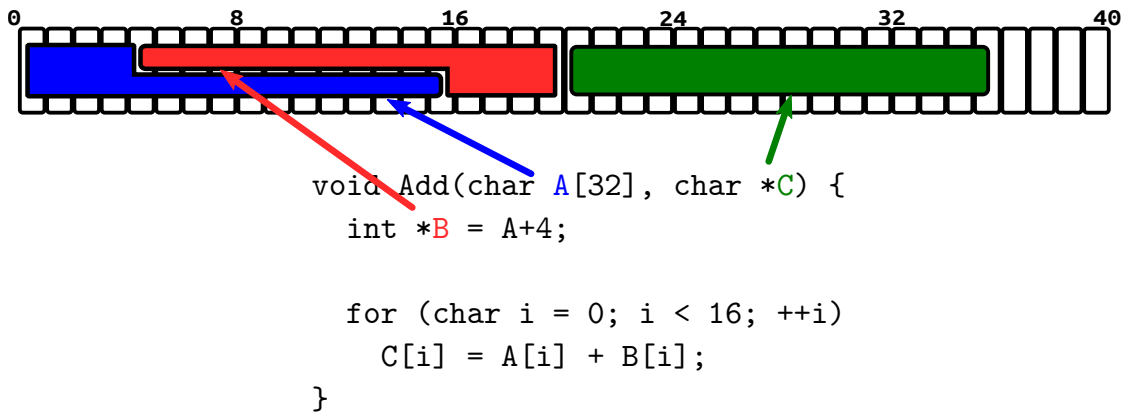 0 8 16 24 32 40
void Add(char A[32], char *C) {
int *B = A+4;
for (char i = 0; i < 16; ++i)
C[i] = A[i] + B[i];
}